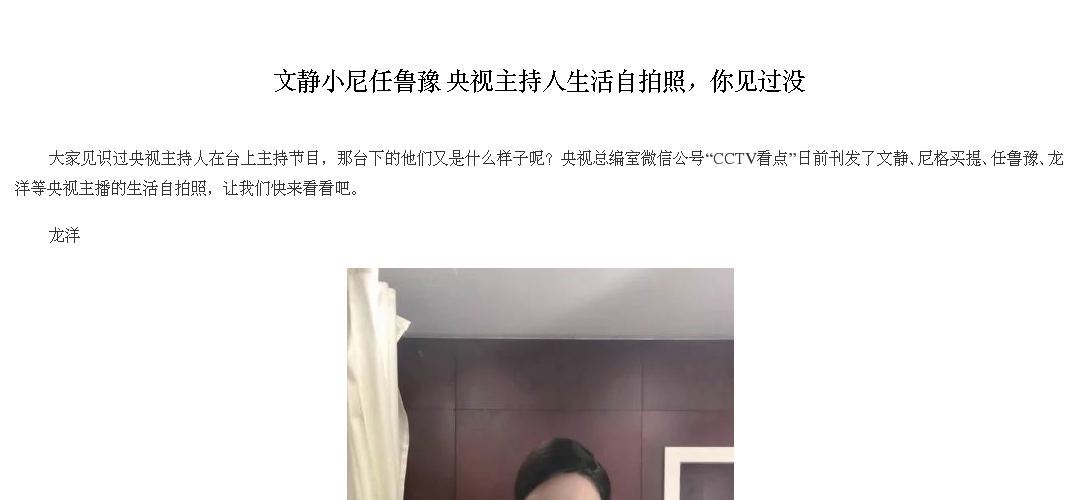 文静小尼任鲁豫 央视主持人生活自拍照，你见过没
大家见识过央视主持人在台上主持节目，那台下的他们又是什么样子呢？央视总编室微信公号“CCTV看点”日前刊发了文静、尼格买提、任鲁豫、龙
洋等央视主播的生活自拍照，让我们快来看看吧。
龙洋